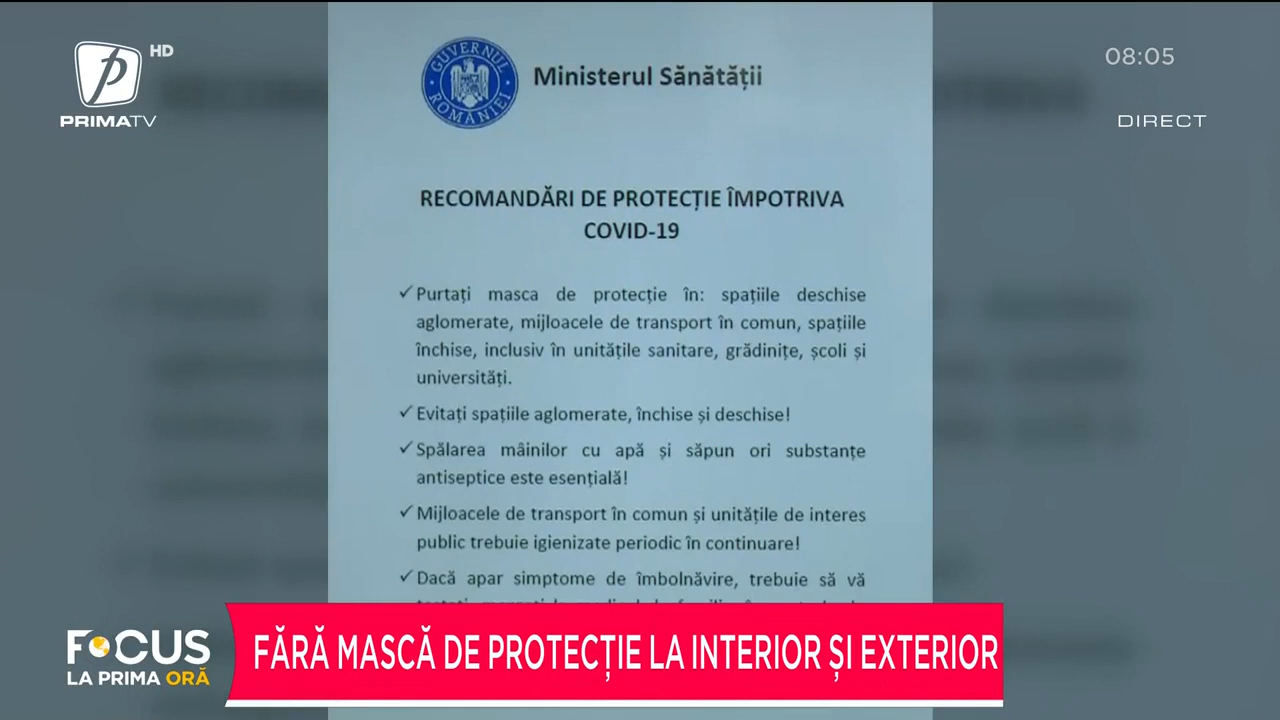 PRIMATV
HD
08:05
DIRECT
GUVERNUL
ROMÂNIEI
Ministerul Sănătății
RECOMANDĂRI DE PROTECȚIE ÎMPOTRIVA
COVID-19
✓ Purtați masca de protecție în: spațiile deschise
aglomerate, mijloacele de transport în comun, spațiile
închise, inclusiv în unitățile sanitare, grădinițe, școli și
universități.
✓ Evitați spațiile aglomerate, închise și deschise!
✓ Spălarea mâinilor cu apă și săpun ori substanțe
antiseptice este esențială!
✓ Mijloacele de transport în comun și unitățile de interes
public trebuie igienizate periodic în continuare!
✓ Dacă apar simptome de îmbolnăvire, trebuie să vă
FOCUS
LA PRIMA ORĂ
FĂRĂ MASCĂ DE PROTECȚIE LA INTERIOR ȘI EXTERIOR